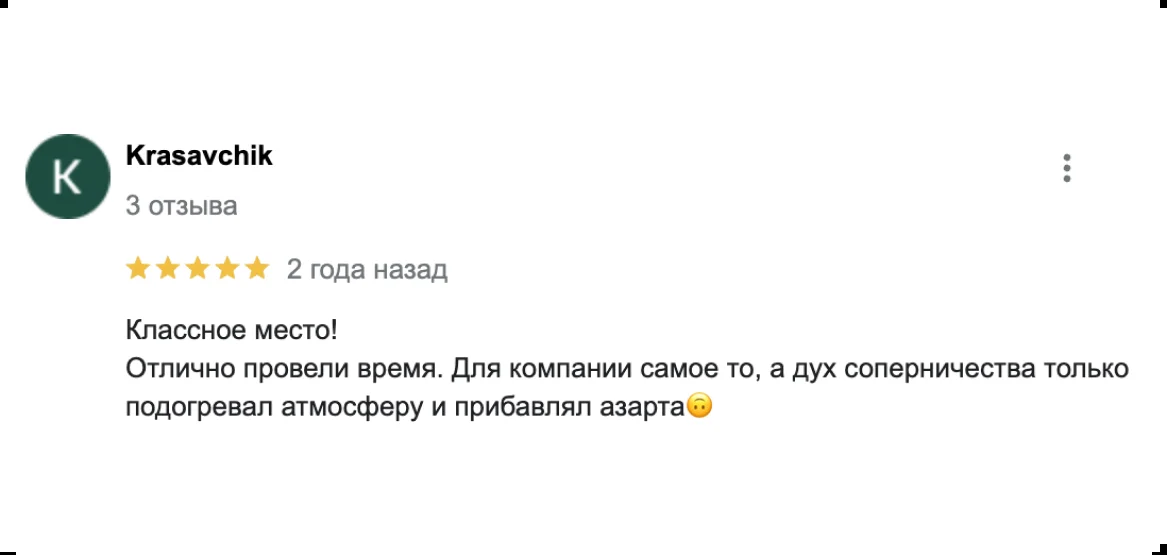 K
Krasavchik
3 отзыва
2 года назад
Классное место!
Отлично провели время. Для компании самое то, а дух соперничества только
подогревал атмосферу и прибавлял азарта🙃